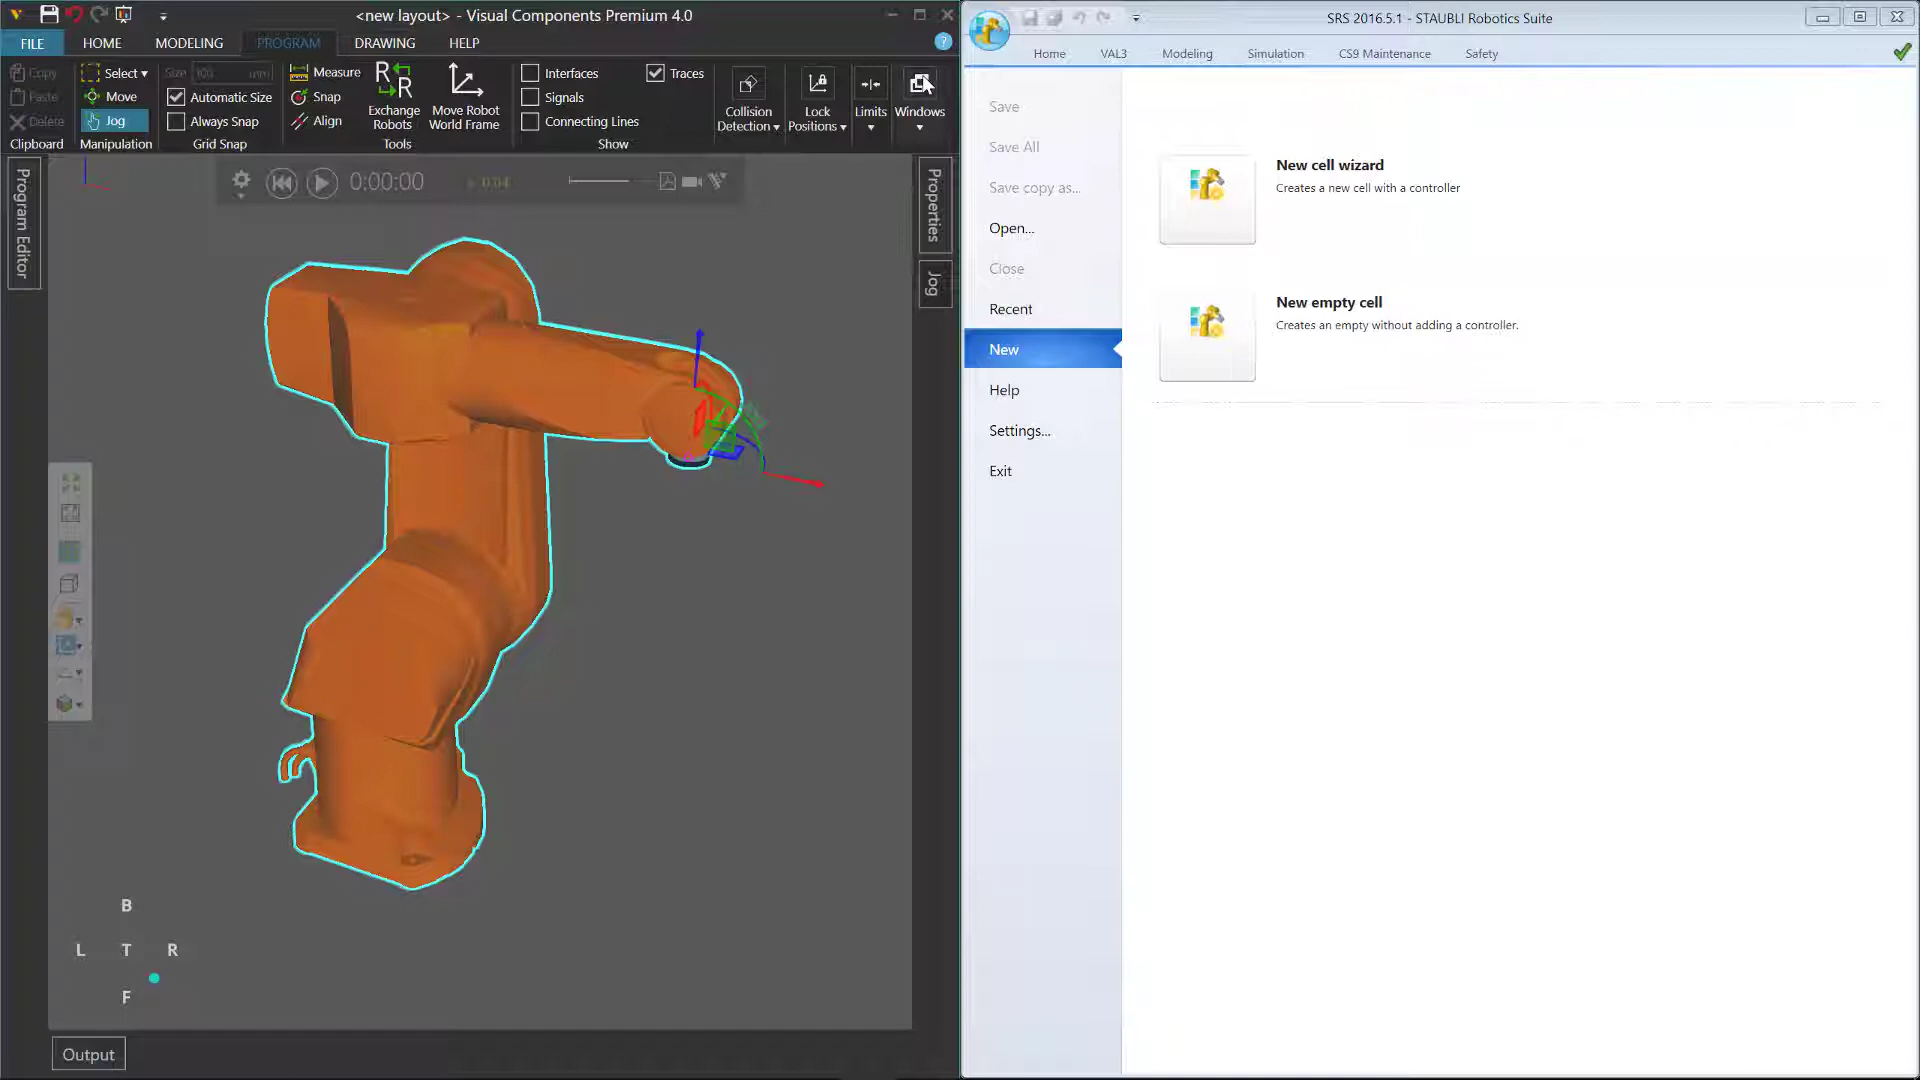 <new layout> - Visual Components Premium 4.0
FILE HOME MODELING PROGRAM DRAWING HELP ?
Copy
Paste
Delete
Clipboard
Select
Move
Jog
Manipulation
Size 100 mm
Automatic Size
Always Snap
Grid Snap
Measure
Snap
Align
Exchange Robots
Move Robot World Frame
Tools
Interfaces
Signals
Connecting Lines
Traces
Show
Collision Detection
Lock Positions
Limits
Windows
Program Editor
0:00:00 x 0.04
Properties
Jog
B
L T R
F
Output
SRS 2016.5.1 - STAUBLI Robotics Suite
Home VAL3 Modeling Simulation CS9 Maintenance Safety
Save
Save All
Save copy as...
Open...
Close
Recent
New
Help
Settings...
Exit
New cell wizard
Creates a new cell with a controller
New empty cell
Creates an empty without adding a controller.